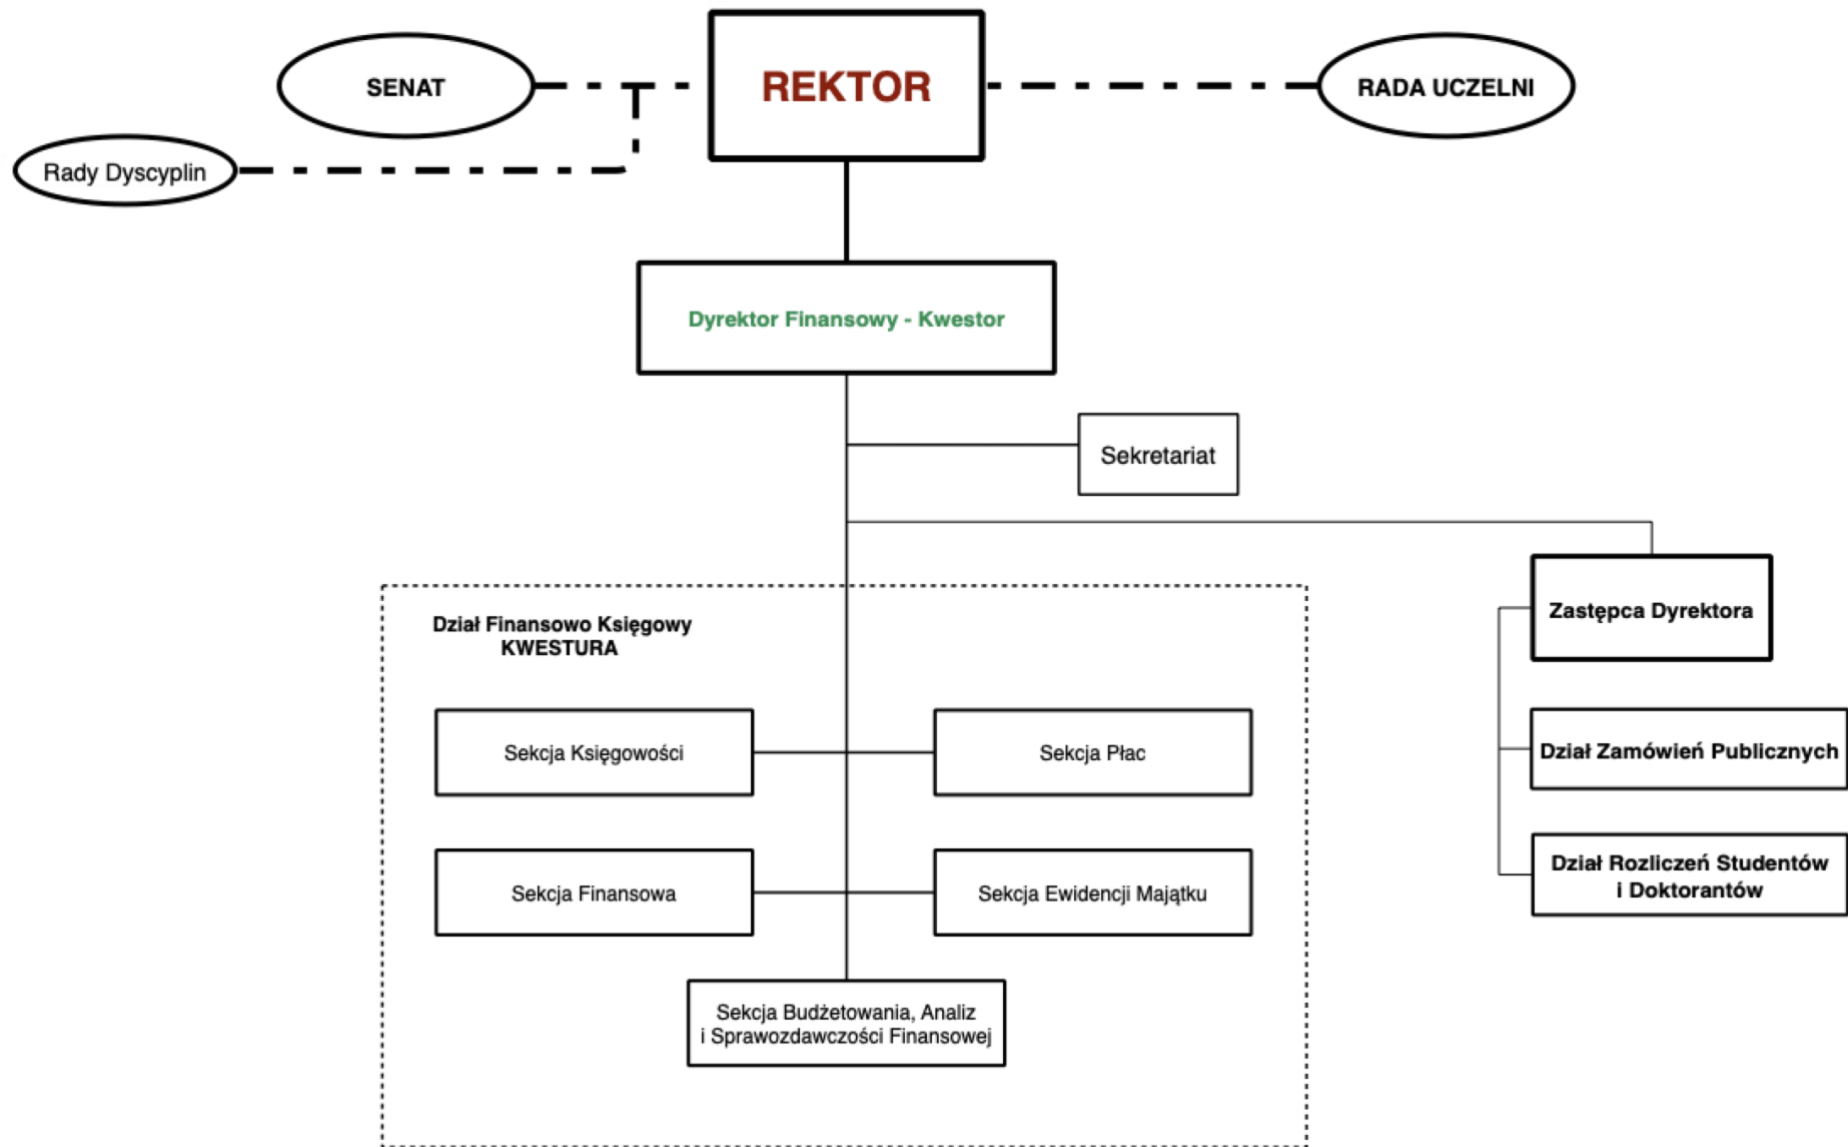 SENAT
REKTOR
RADA UCZELNI
Rady Dyscyplin
Dyrektor Finansowy - Kwestor
Sekretariat
Zastępca Dyrektora
Dział Finansowo Księgowy
KWESTURA
Sekcja Księgowości
Sekcja Płac
Dział Zamówień Publicznych
Sekcja Finansowa
Sekcja Ewidencji Majątku
Dział Rozliczeń Studentów
i Doktorantów
Sekcja Budżetowania, Analiz
i Sprawozdawczości Finansowej